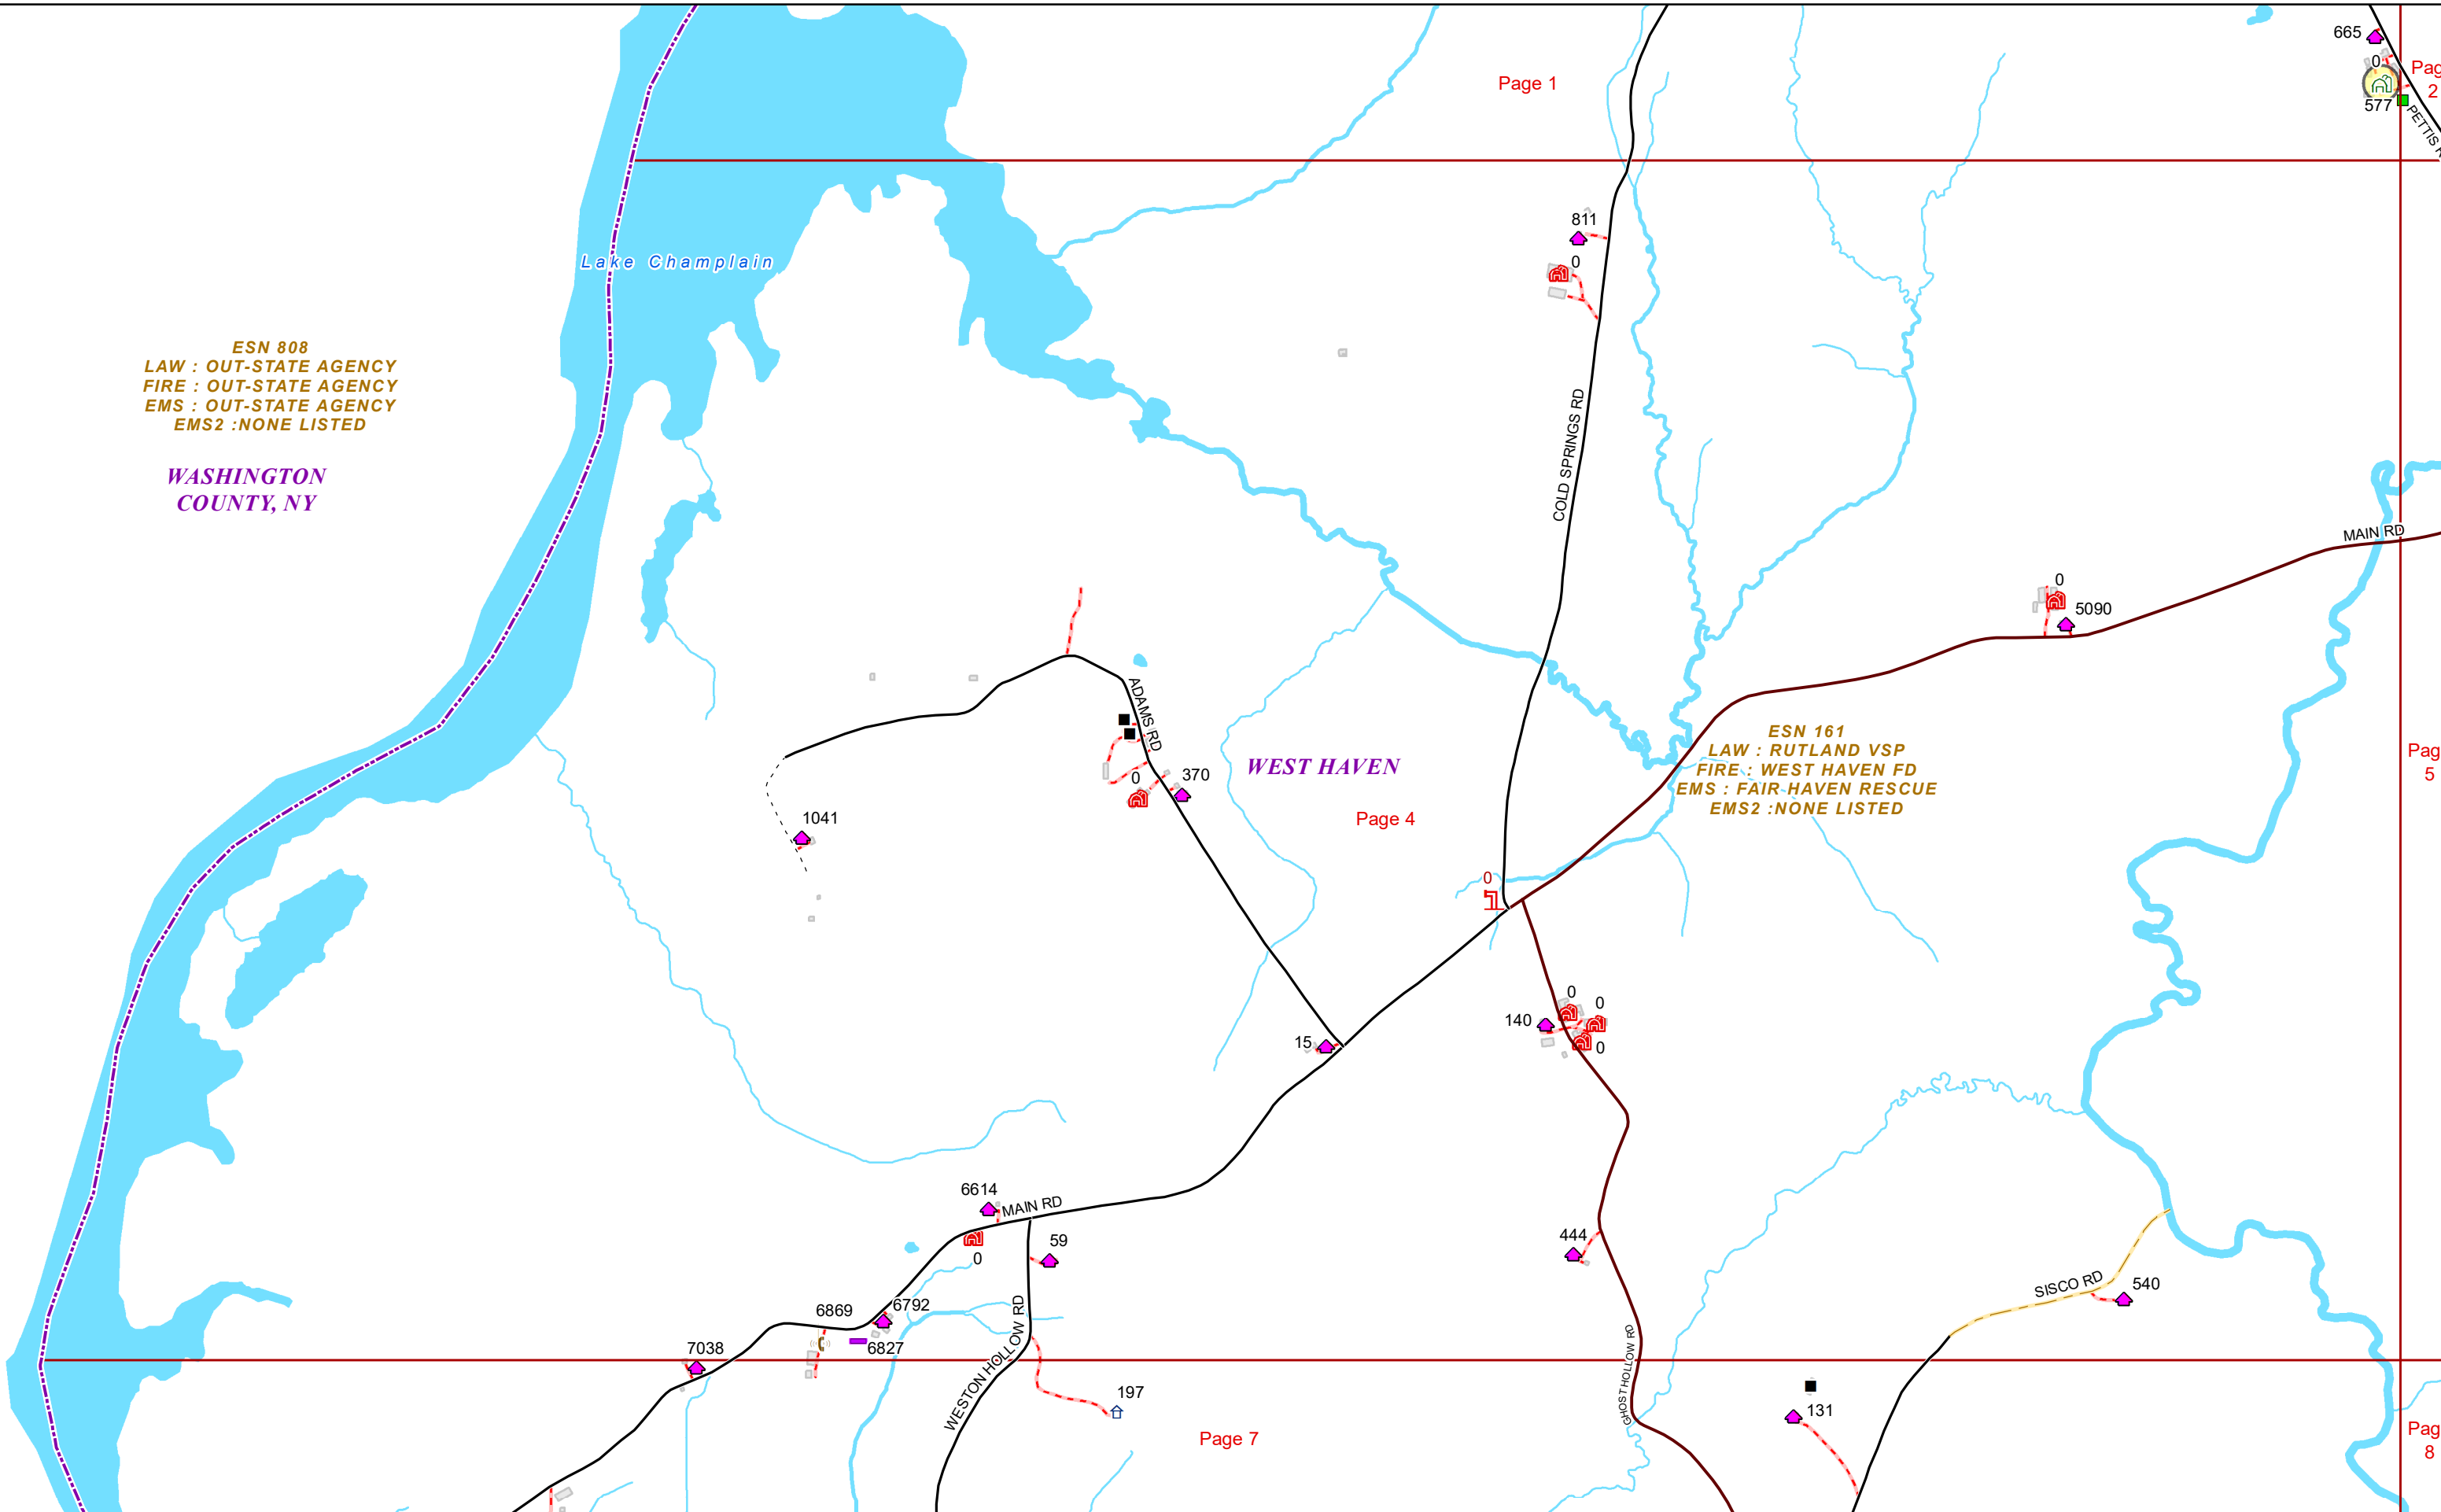 665
0
Page 1
577
PETTIS
811
0
Lake Champlain
ESN 808
LAW : OUT-STATE AGENCY
FIRE : OUT-STATE AGENCY
EMS : OUT-STATE AGENCY
EMS2 :NONE LISTED
WASHINGTON
COUNTY, NY
COLD SPRINGS RD
MAIN RD
0
5090
ADAMS RD
ESN 161
LAW : RUTLAND VSP
FIRE : WEST HAVEN FD
EMS : FAIR HAVEN RESCUE
EMS2 :NONE LISTED
WEST HAVEN
Pag
2
Pag
5
0
370
Page 4
1041
0
0
0
140
0
15
6614
MAIN RD
0
59
444
SISCO RD
540
6869
6792
6827
7038
WESTON HOLLOW RD
GHOST HOLLOW RD
197
131
Page 7
Pag
8